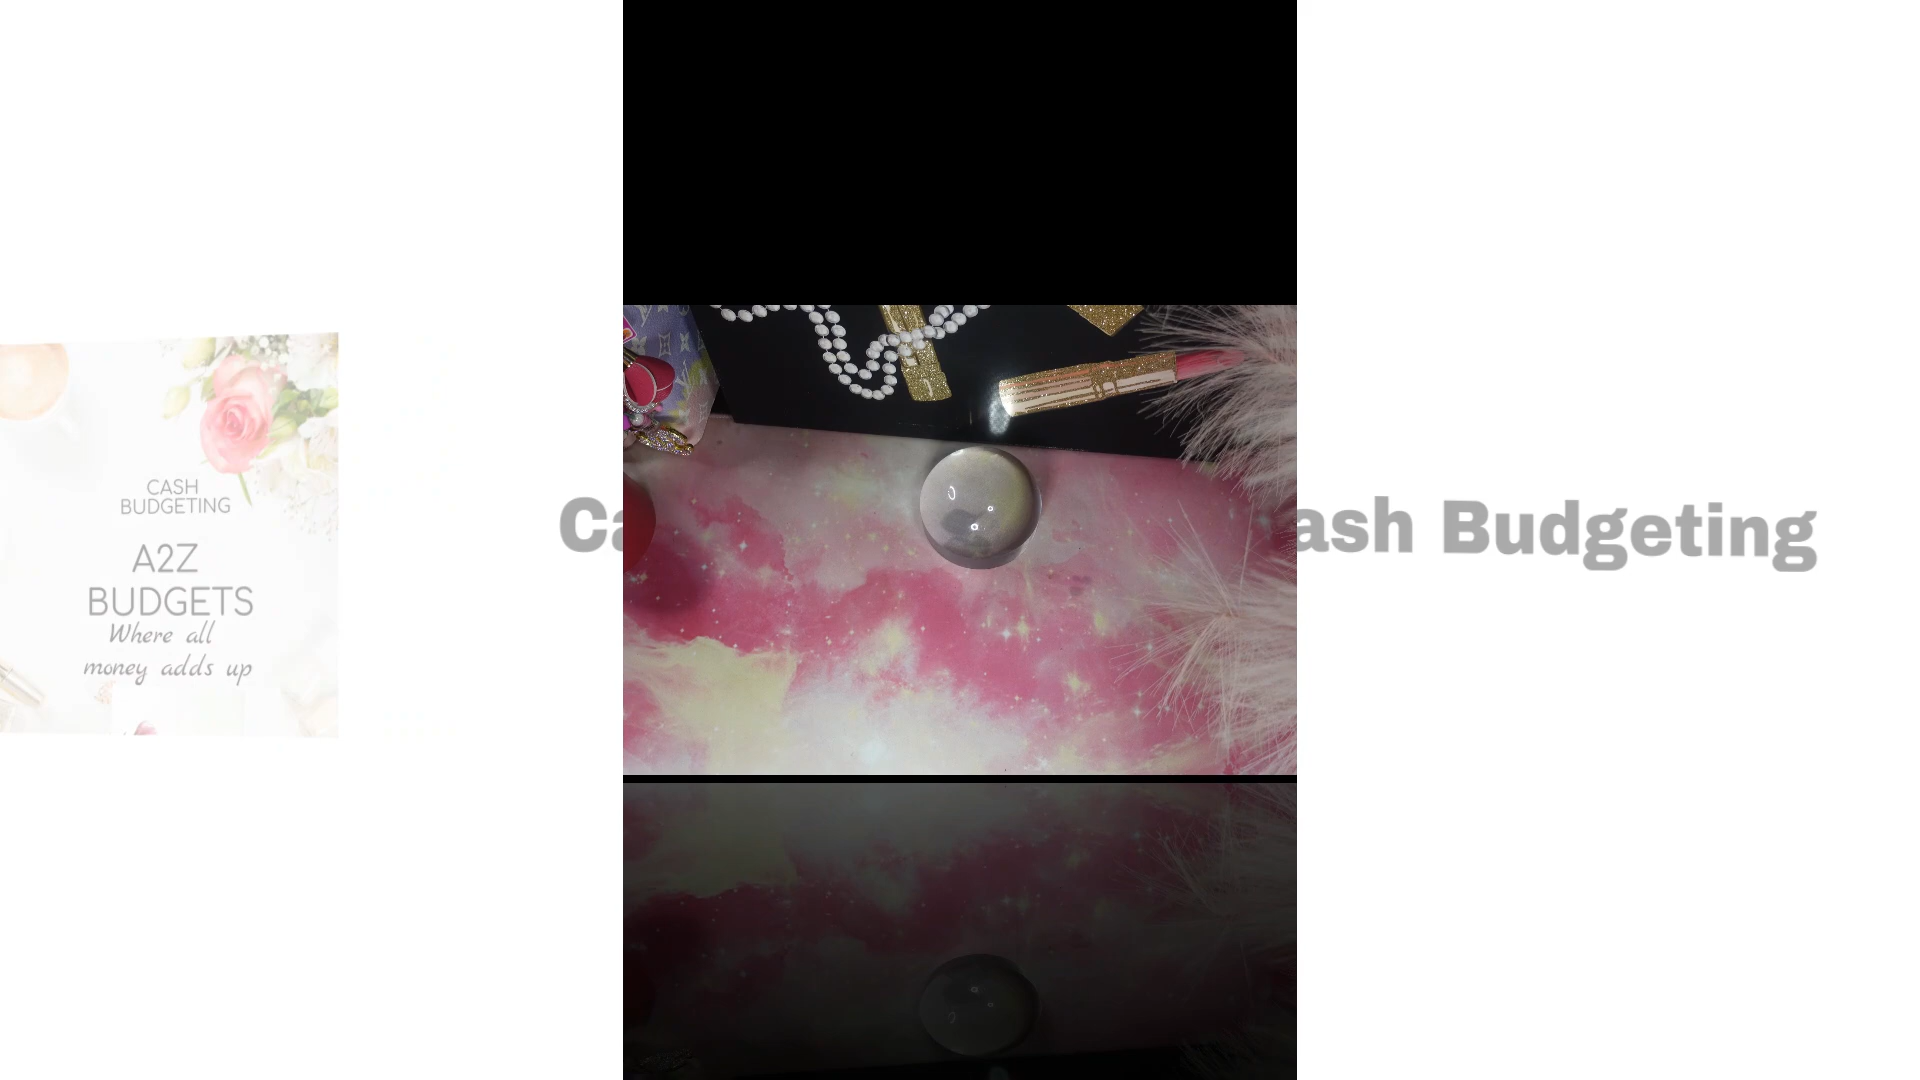 CASH
BUDGETING
A2Z
BUDGETS
Where all
money adds up
Ca
ash Budgeting